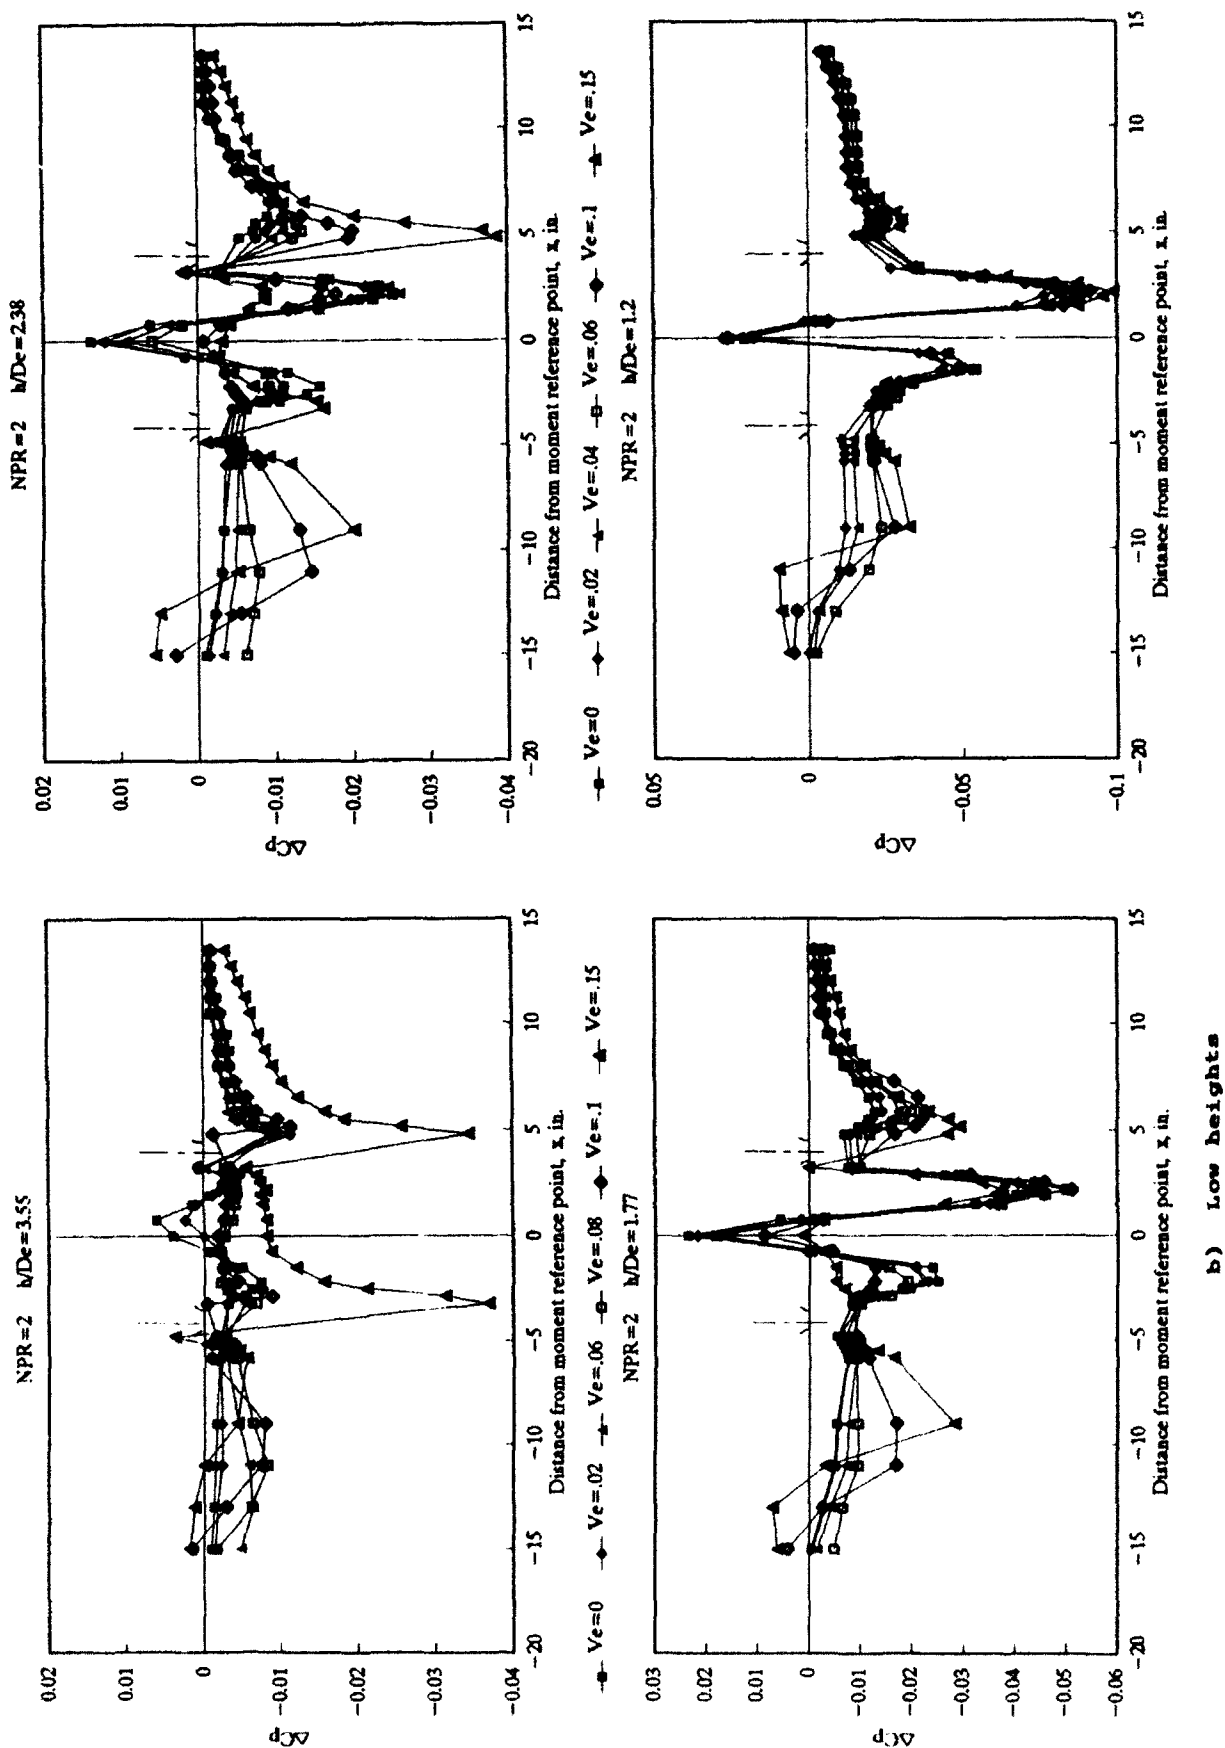 NPR=2 h/De=3.55
0.02
0.01
0
-0.01
-0.02
-0.03
-0.04
ΔCp
-20 -15 -10 -5 0 5 10 15
Distance from moment reference point, x, in.
NPR=2 h/De=2.38
0.02
0.01
0
-0.01
-0.02
-0.03
-0.04
ΔCp
-20 -15 -10 -5 0 5 10 15
Distance from moment reference point, x, in.
Ve=0 Ve=.02 Ve=.06 Ve=.08 Ve=.1 Ve=.15
Ve=0 Ve=.02 Ve=.04 Ve=.06 Ve=.1 Ve=.15
NPR=2 h/De=1.77
0.03
0.02
0.01
0
-0.01
-0.02
-0.03
-0.04
-0.05
-0.06
ΔCp
-20 -15 -10 -5 0 5 10 15
Distance from moment reference point, x, in.
NPR=2 h/De=1.2
0.05
0
-0.05
-0.1
ΔCp
-20 -15 -10 -5 0 5 10 15
Distance from moment reference point, x, in.
b) Low heights